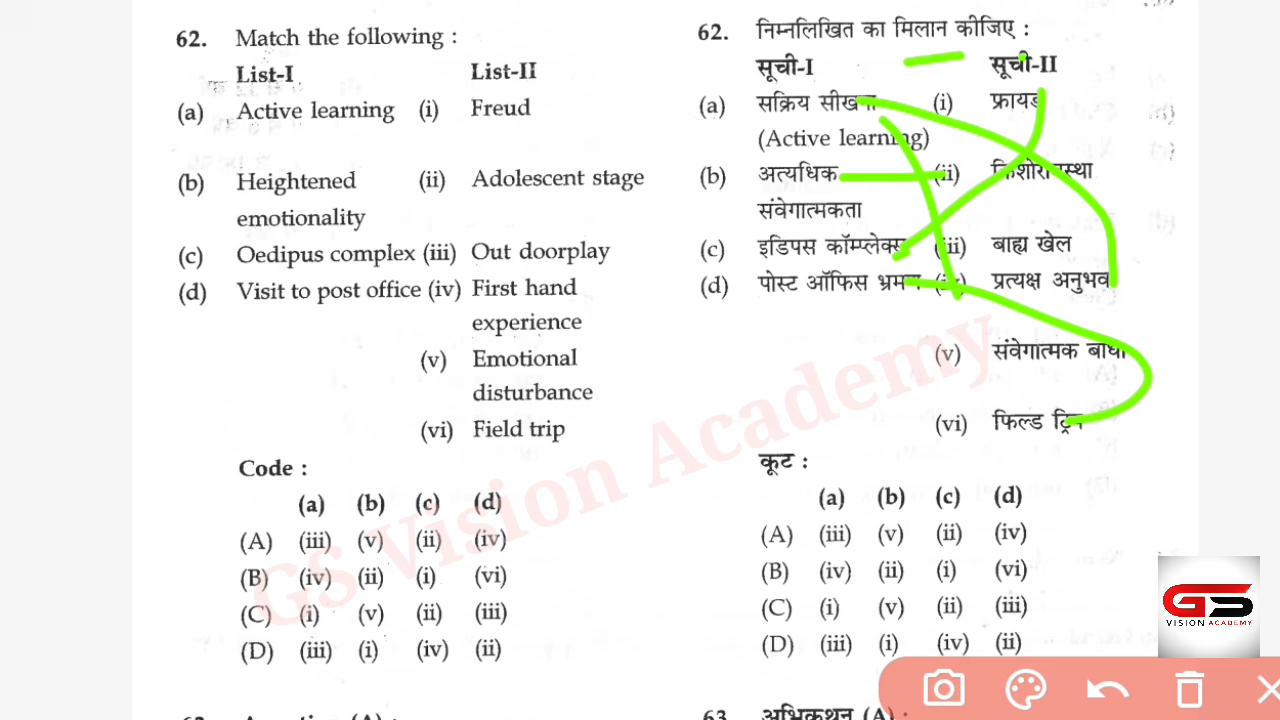 62. Match the following :
List-I List-II
(a) Active learning (i) Freud
(b) Heightened (ii) Adolescent stage
emotionality
(c) Oedipus complex (iii) Out doorplay
(d) Visit to post office (iv) First hand
experience
(v) Emotional
disturbance
(vi) Field trip
Code :
(a) (b) (c) (d)
(A) (iii) (v) (ii) (iv)
(B) (iv) (ii) (i) (vi)
(C) (i) (v) (ii) (iii)
(D) (iii) (i) (iv) (ii)
62. निम्नलिखित का मिलान कीजिए :
सूची-I सूची-II
(a) सक्रिय सीखना (i) फ्रायड
(Active learning)
(b) अत्यधिक (ii) किशोरावस्था
संवेगात्मकता
(c) इडिपस कॉम्प्लेक्स (iii) बाह्य खेल
(d) पोस्ट ऑफिस भ्रमण (iv) प्रत्यक्ष अनुभव
(v) संवेगात्मक बाधा
(vi) फिल्ड ट्रिप
कूट :
(a) (b) (c) (d)
(A) (iii) (v) (ii) (iv)
(B) (iv) (ii) (i) (vi)
(C) (i) (v) (ii) (iii)
(D) (iii) (i) (iv) (ii)
63. अभिकथन (A) :
GS Vision Academy
GS
VISION ACADEMY